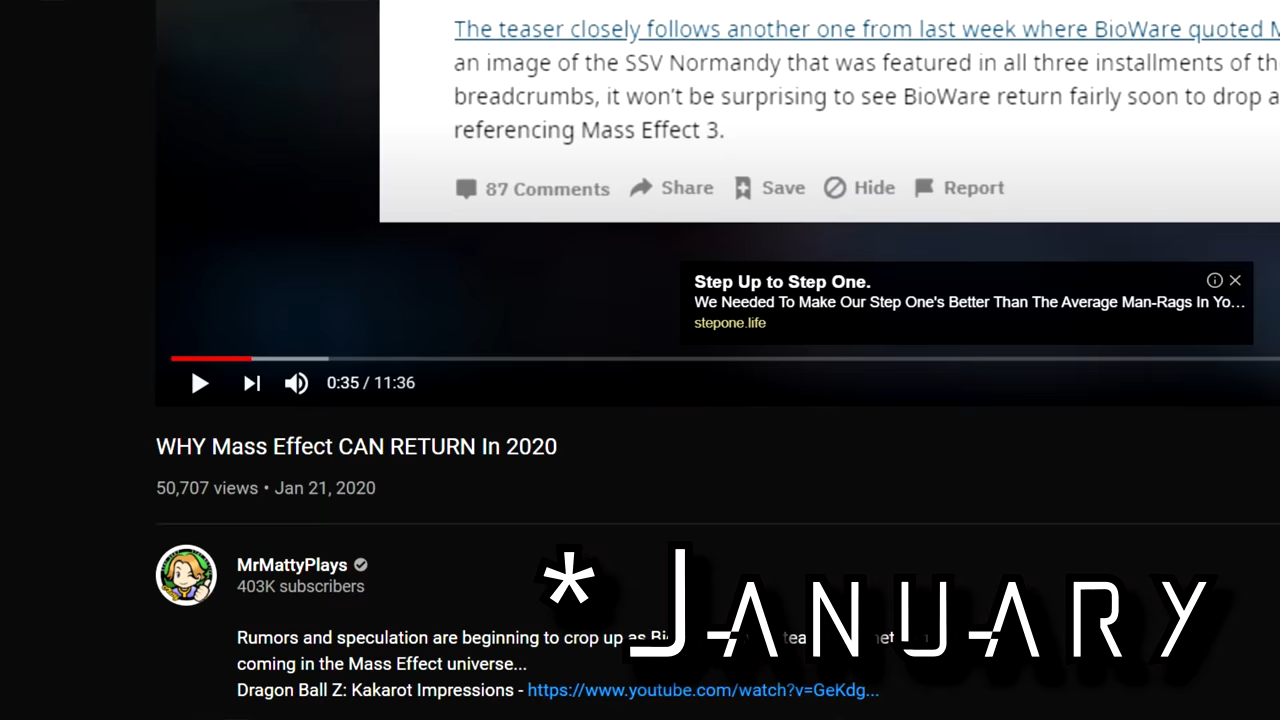 The teaser closely follows another one from last week where BioWare quoted
an image of the SSV Normandy that was featured in all three installments of
breadcrumbs, it won't be surprising to see BioWare return fairly soon to drop a
referencing Mass Effect 3.
87 Comments Share Save Hide Report
Step Up to Step One.
We Needed To Make Our Step One's Better Than The Average Man-Rags In Yo...
stepone.life
0:35 / 11:36
WHY Mass Effect CAN RETURN In 2020
50,707 views • Jan 21, 2020
MrMattyPlays
403K subscribers
* January
Rumors and speculation are beginning to crop up as
coming in the Mass Effect universe...
Dragon Ball Z: Kakarot Impressions - https://www.youtube.com/watch?v=GeKdg...